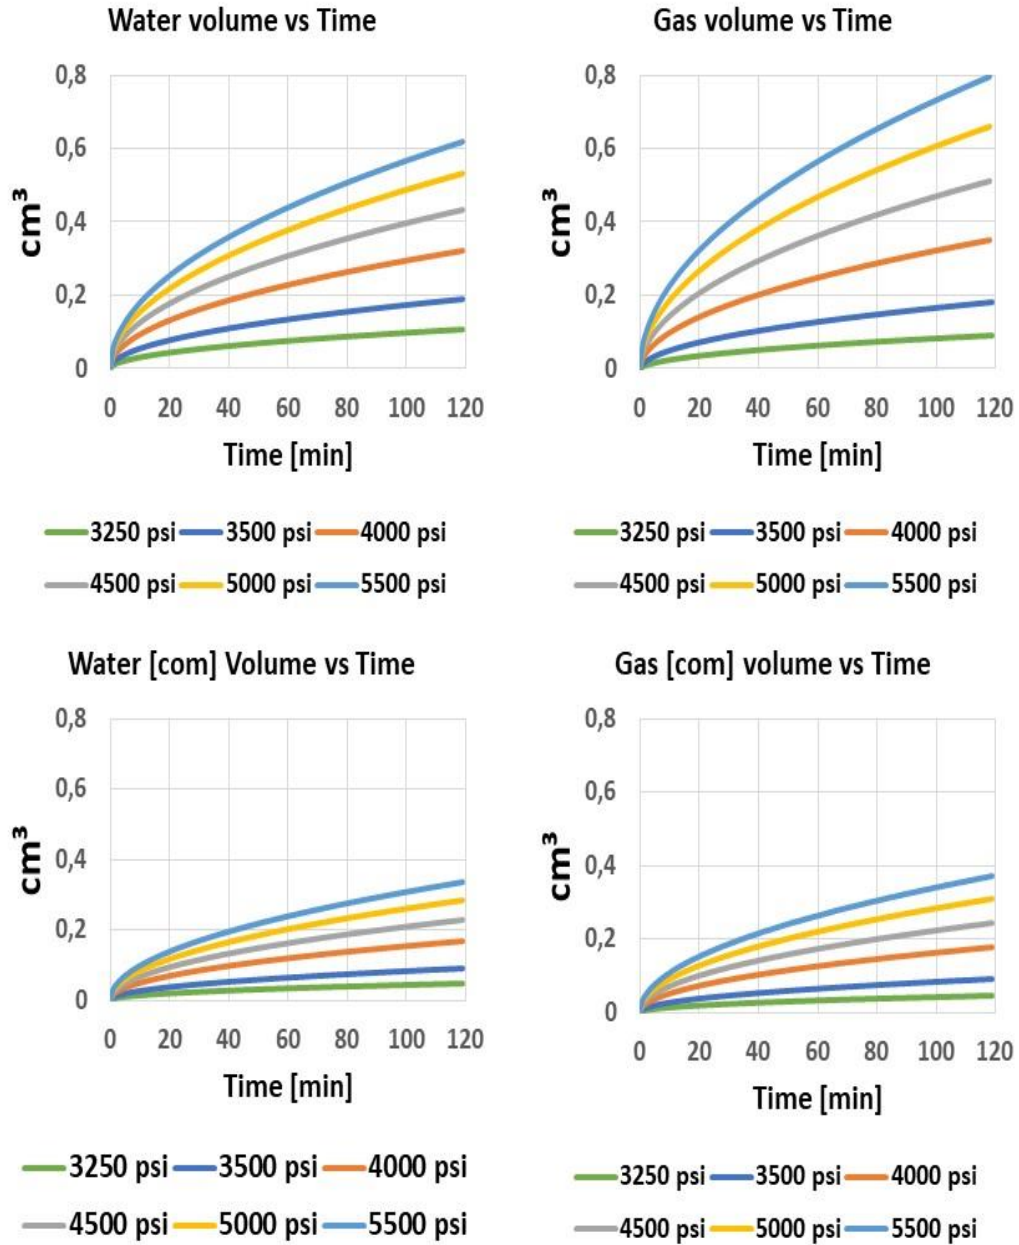 Water volume vs Time
0,8
0,6
0,4
0,2
0
cm³
0 20 40 60 80 100 120
Time [min]
3250 psi 3500 psi 4000 psi
4500 psi 5000 psi 5500 psi
Gas volume vs Time
0,8
0,6
0,4
0,2
0
cm³
0 20 40 60 80 100 120
Time [min]
3250 psi 3500 psi 4000 psi
4500 psi 5000 psi 5500 psi
Water [com] Volume vs Time
0,8
0,6
0,4
0,2
0
cm³
0 20 40 60 80 100 120
Time [min]
3250 psi 3500 psi 4000 psi
4500 psi 5000 psi 5500 psi
Gas [com] volume vs Time
0,8
0,6
0,4
0,2
0
cm³
0 20 40 60 80 100 120
Time [min]
3250 psi 3500 psi 4000 psi
4500 psi 5000 psi 5500 psi